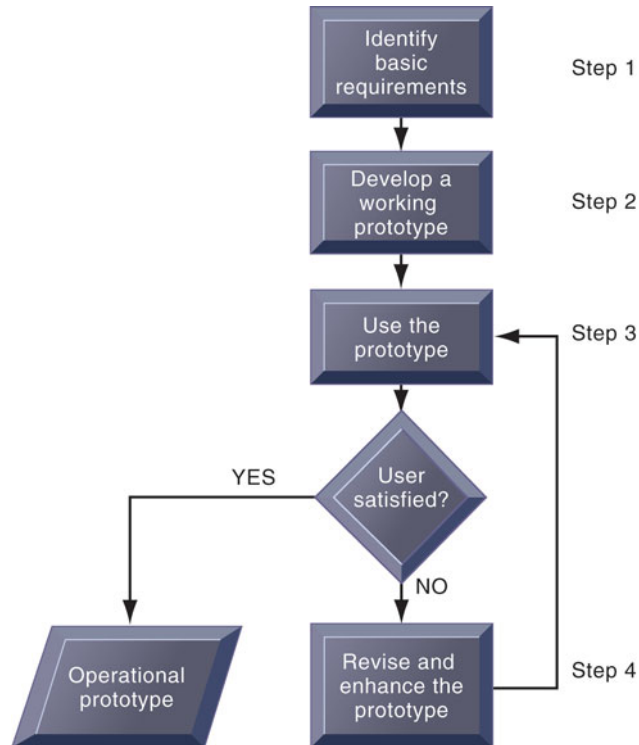 Identify
basic
requirements
Step 1
Develop a
working
prototype
Step 2
Use the
prototype
Step 3
User
satisfied?
YES
NO
Operational
prototype
Revise and
enhance the
prototype
Step 4